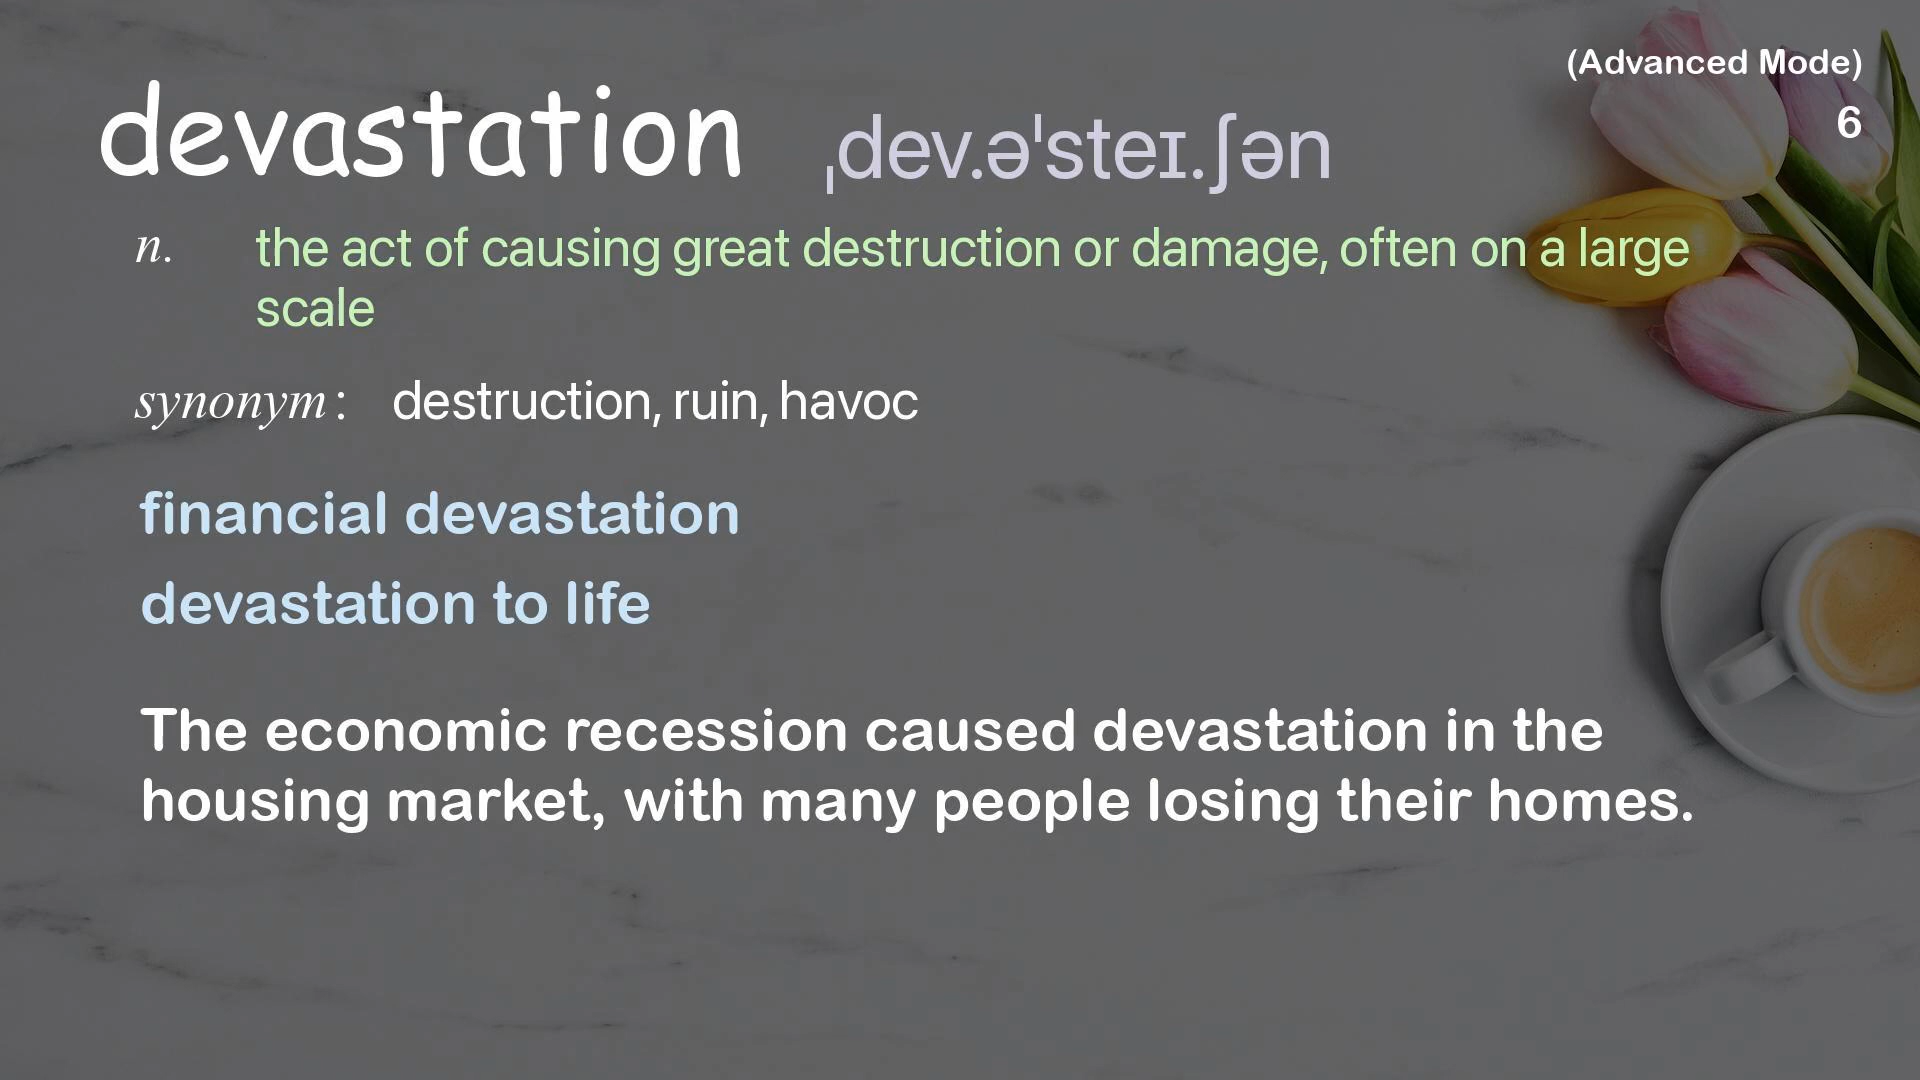 (Advanced Mode)
6
devastation ˌdev.əˈsteɪ.ʃən
n. the act of causing great destruction or damage, often on a large
scale
synonym: destruction, ruin, havoc
financial devastation
devastation to life
The economic recession caused devastation in the
housing market, with many people losing their homes.